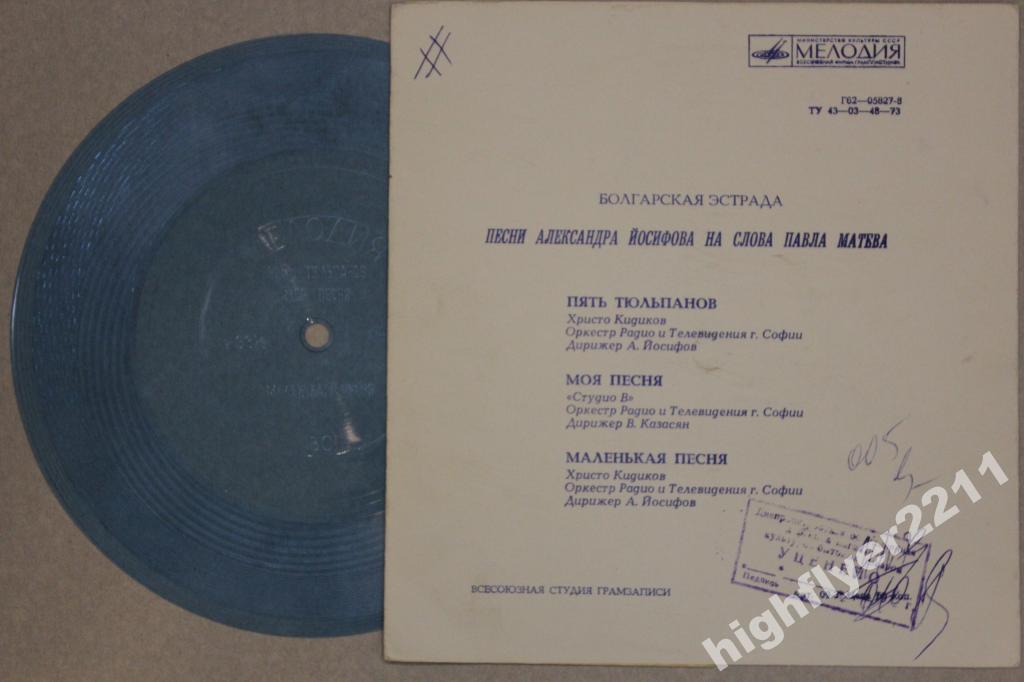 МИНИСТЕРСТВО КУЛЬТУРЫ СССР
МЕЛОДИЯ
ВСЕСОЮЗНАЯ ФИРМА ГРАМПЛАСТИНОК
Г62—05827-8
ТУ 43—03—48—73
БОЛГАРСКАЯ ЭСТРАДА
ПЕСНИ АЛЕКСАНДРА ЙОСИФОВА НА СЛОВА ПАВЛА МАТЕВА
ПЯТЬ ТЮЛЬПАНОВ
Христо Кидиков
Оркестр Радио и Телевидения г. Софии
Дирижер А. Йосифов
МОЯ ПЕСНЯ
«Студио В»
Оркестр Радио и Телевидения г. Софии
Дирижер В. Казасян
МАЛЕНЬКАЯ ПЕСНЯ
Христо Кидиков
Оркестр Радио и Телевидения г. Софии
Дирижер А. Йосифов
ВСЕСОЮЗНАЯ СТУДИЯ ГРАМЗАПИСИ
МЕЛОДИЯ
005
Подпись
highflyer2211